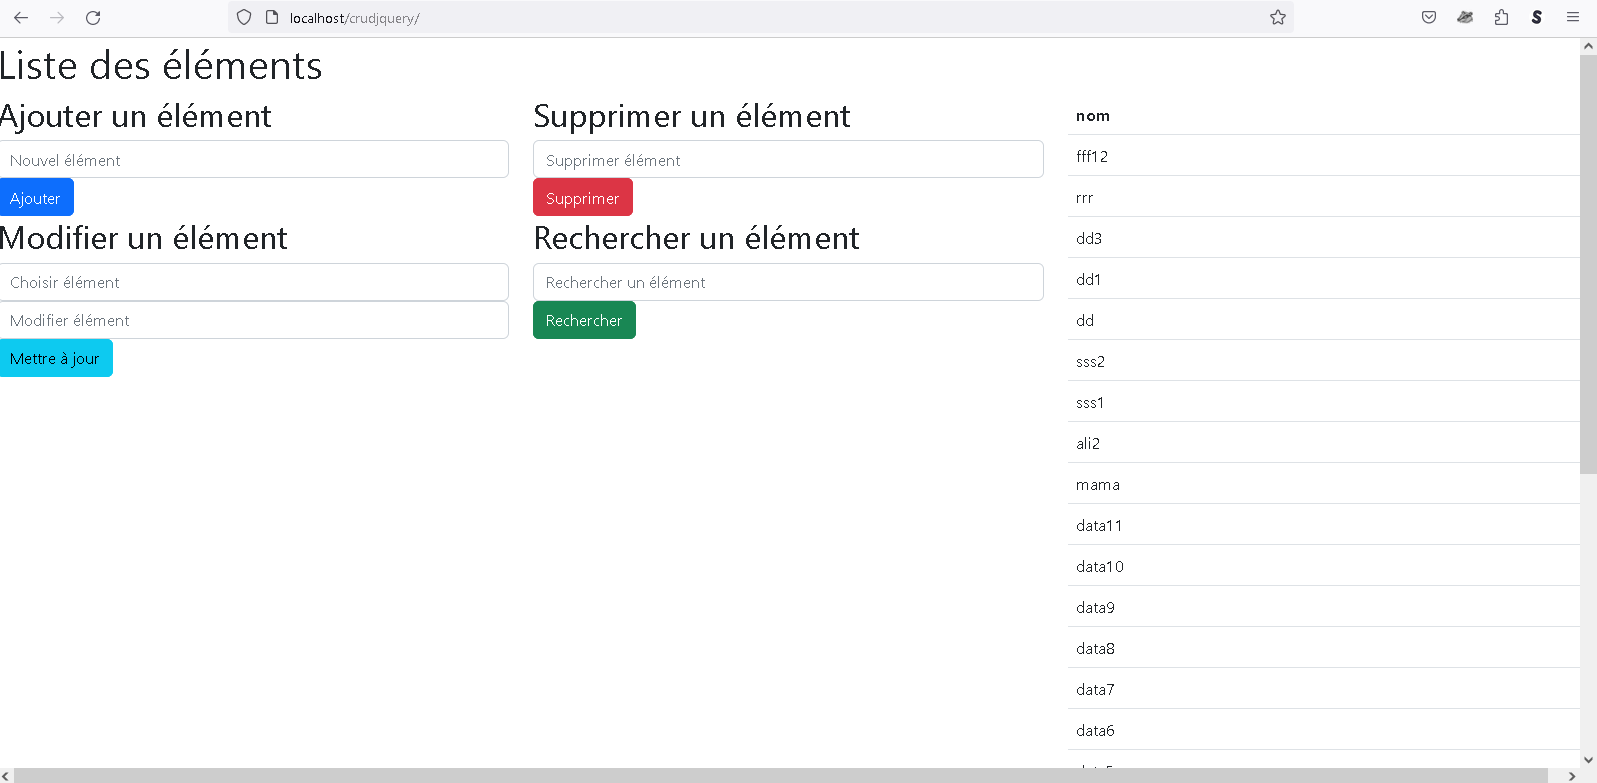 localhost/crudjquery/
Liste des éléments
Ajouter un élément
Nouvel élément
Ajouter
Modifier un élément
Choisir élément
Modifier élément
Mettre à jour
Supprimer un élément
Supprimer élément
Supprimer
Rechercher un élément
Rechercher un élément
Rechercher
nom
fff12
rrr
dd3
dd1
dd
sss2
sss1
ali2
mama
data11
data10
data9
data8
data7
data6